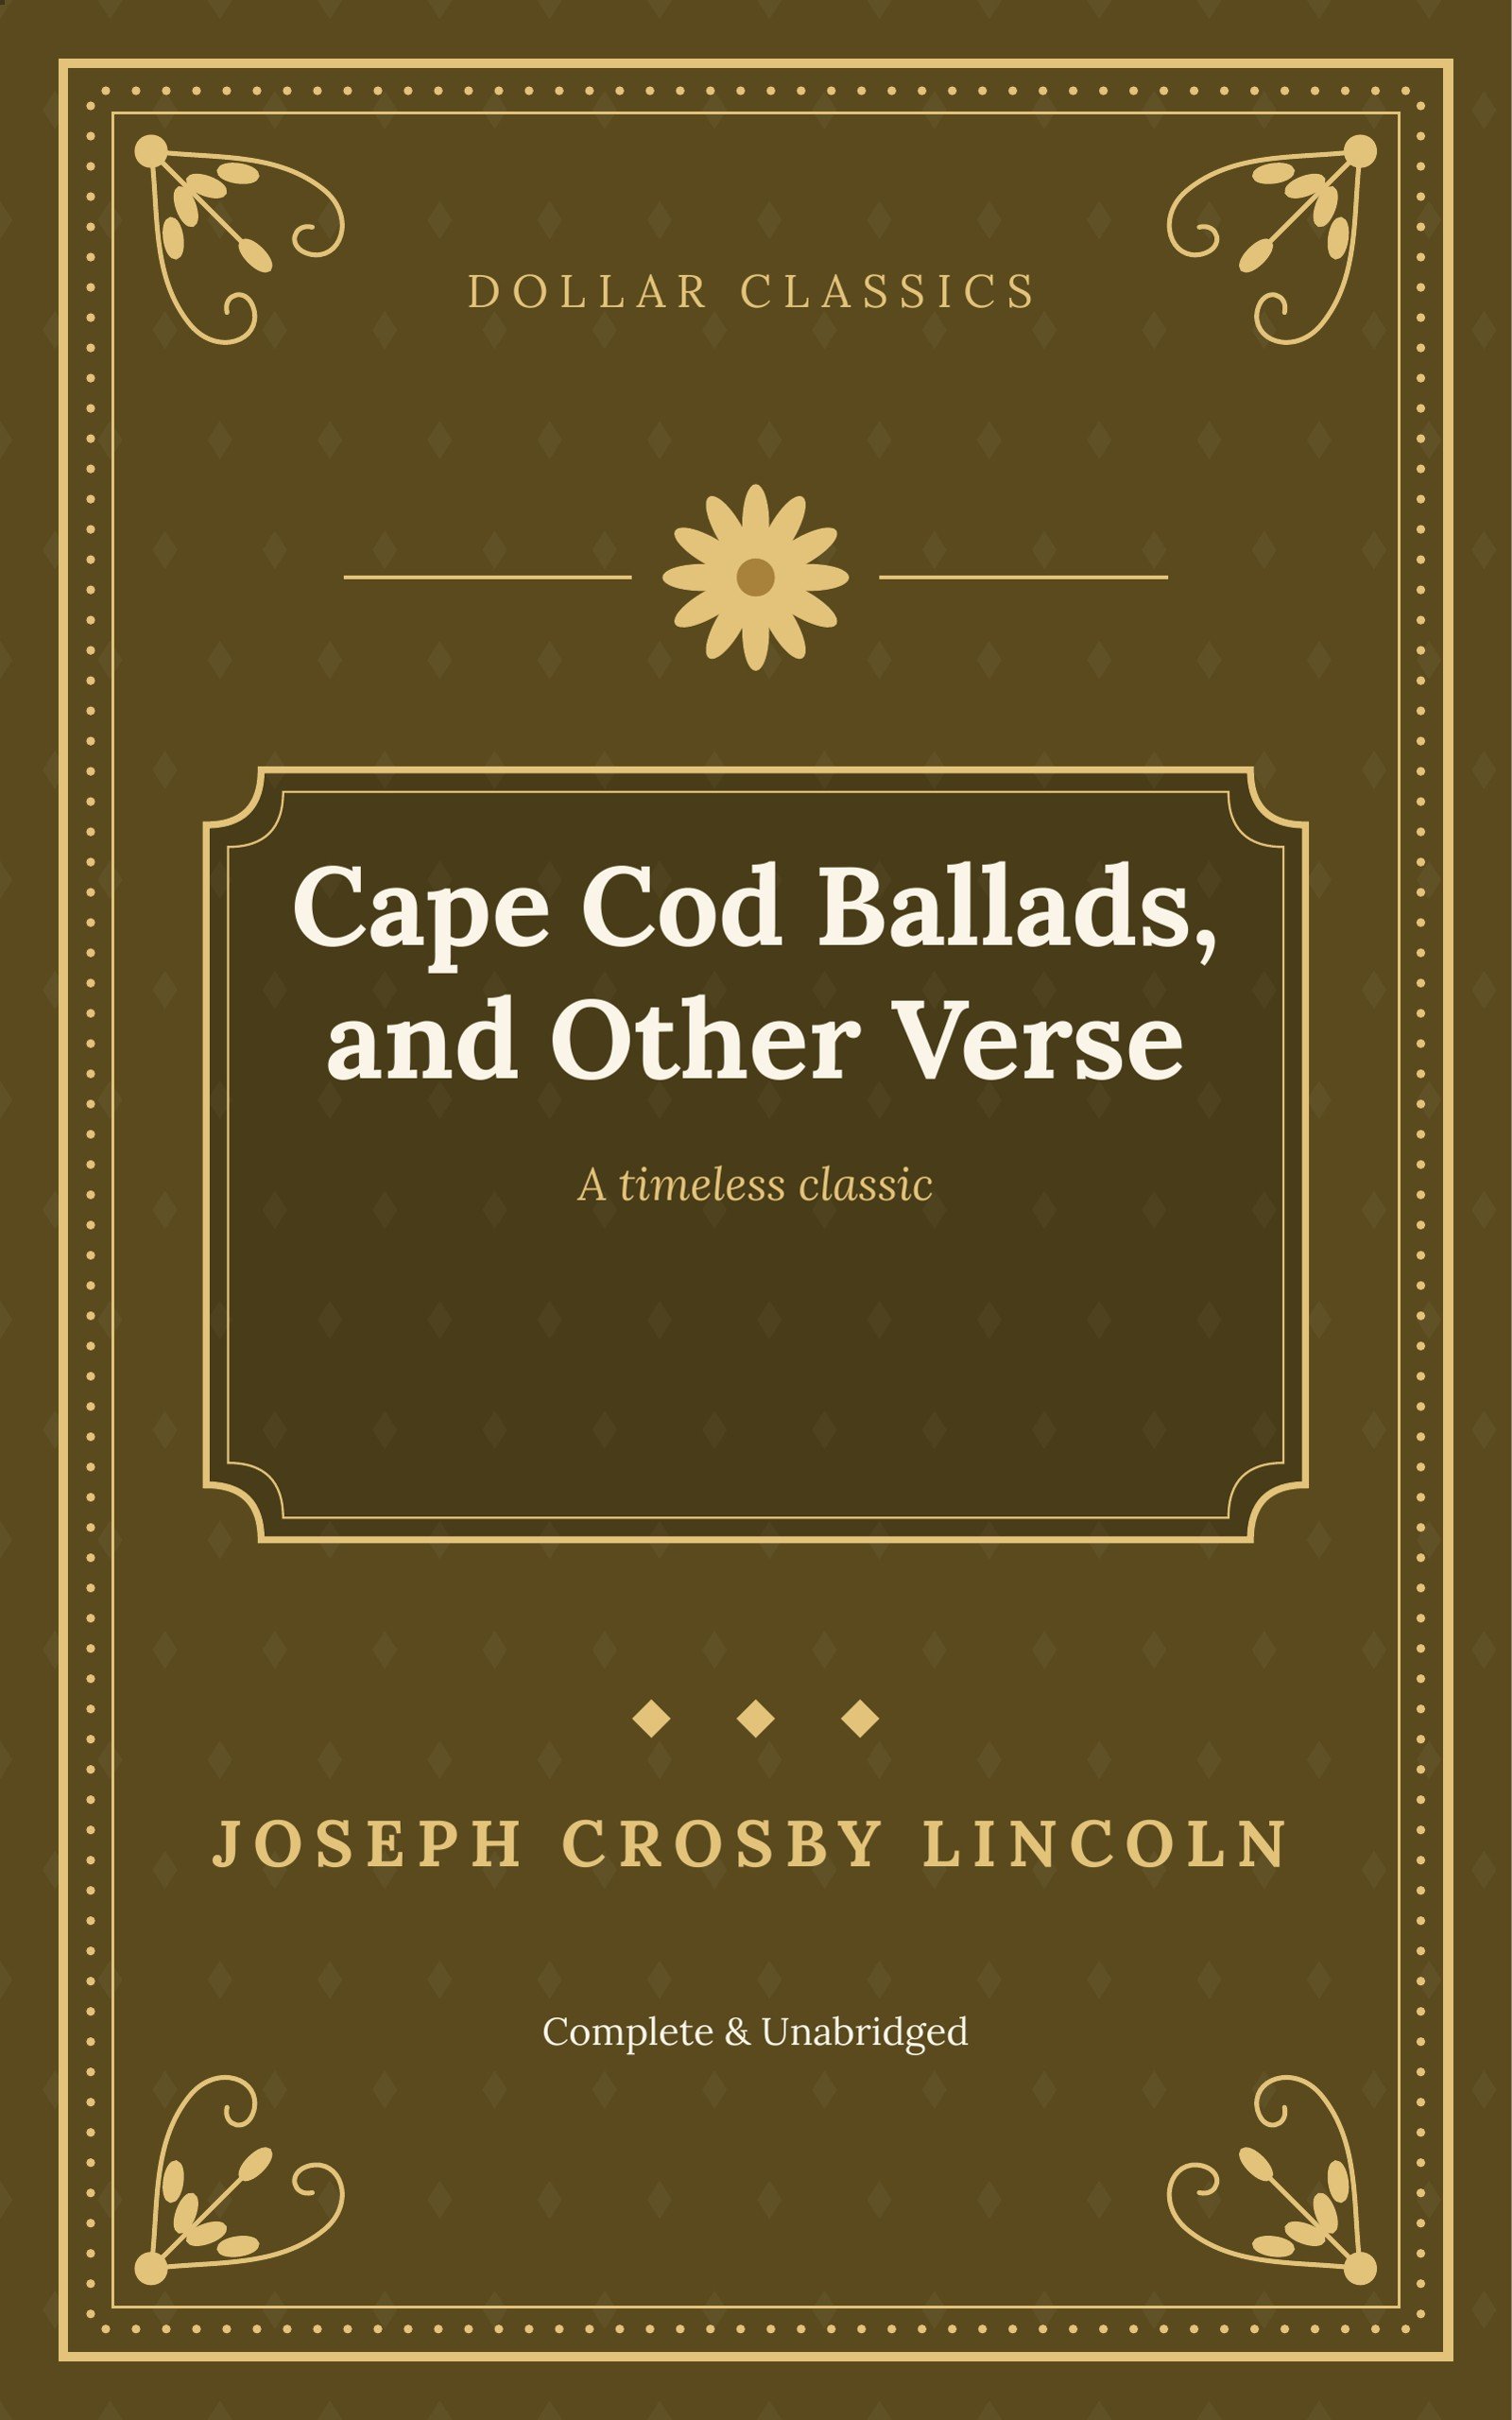 DOLLAR CLASSICS
Cape Cod Ballads,
and Other Verse
A timeless classic
JOSEPH CROSBY LINCOLN
Complete & Unabridged